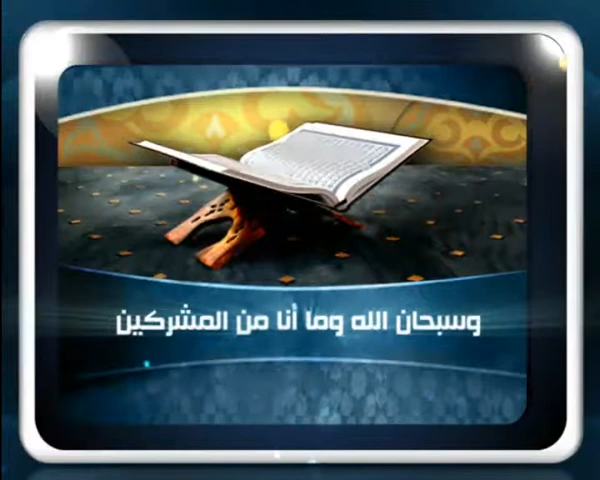 وسبحان الله وما أنا من المشركين